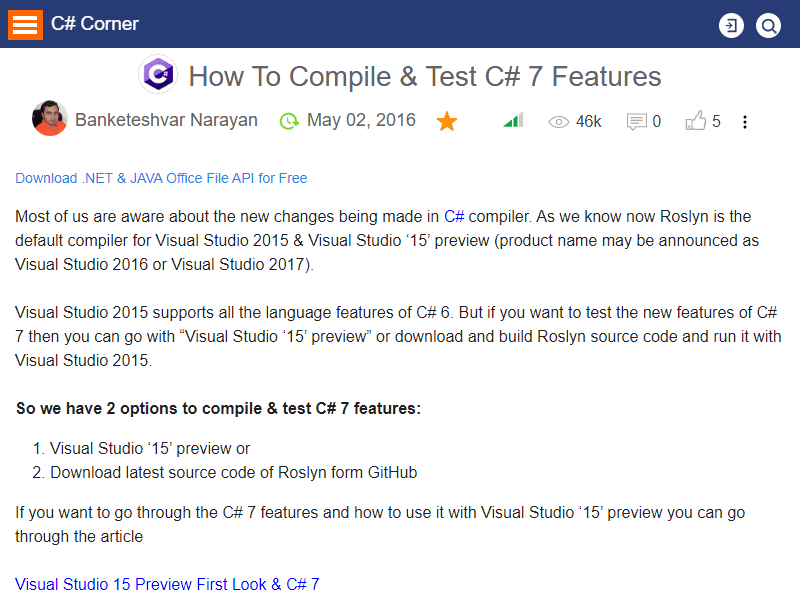 C# Corner
How To Compile & Test C# 7 Features
Banketeshvar Narayan May 02, 2016 46k 0 5
Download .NET & JAVA Office File API for Free
Most of us are aware about the new changes being made in C# compiler. As we know now Roslyn is the
default compiler for Visual Studio 2015 & Visual Studio ‘15’ preview (product name may be announced as
Visual Studio 2016 or Visual Studio 2017).
Visual Studio 2015 supports all the language features of C# 6. But if you want to test the new features of C#
7 then you can go with “Visual Studio ‘15’ preview” or download and build Roslyn source code and run it with
Visual Studio 2015.
So we have 2 options to compile & test C# 7 features:
1. Visual Studio ‘15’ preview or
2. Download latest source code of Roslyn form GitHub
If you want to go through the C# 7 features and how to use it with Visual Studio ‘15’ preview you can go
through the article
Visual Studio 15 Preview First Look & C# 7